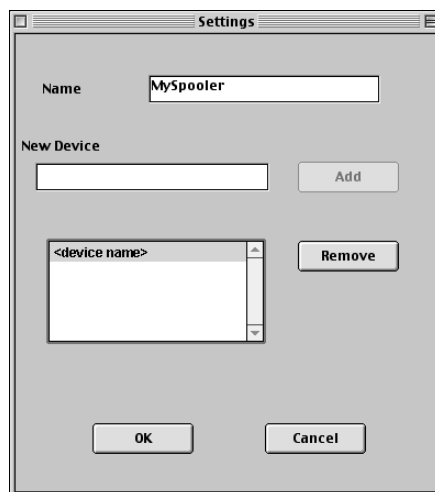 Settings
Name
MySpooler
New Device
Add
<device name>
Remove
OK
Cancel